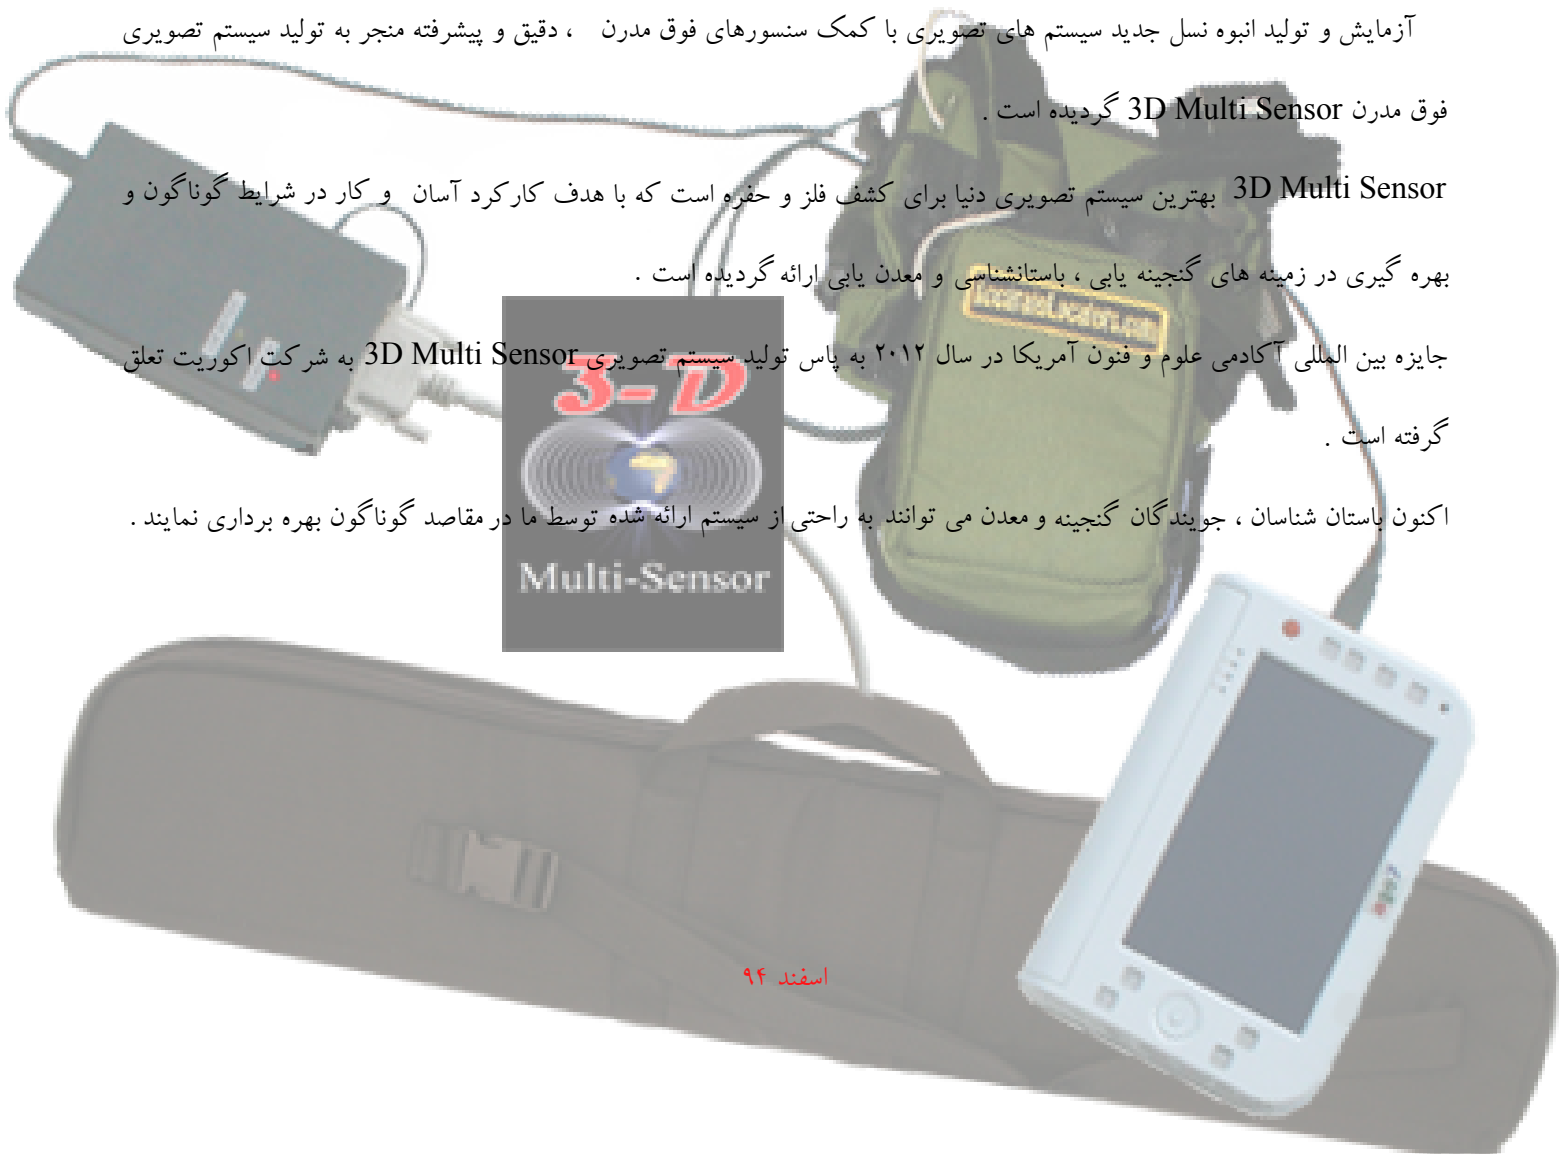 آزمایش و تولید انبوه نسل جدید سیستم های تصویری با کمک سنسورهای فوق مدرن ، دقیق و پیشرفته منجر به تولید سیستم تصویری
فوق مدرن 3D Multi Sensor گردیده است .
3D Multi Sensor بهترین سیستم تصویری دنیا برای کشف فلز و حفره است که با هدف کارکرد آسان و کار در شرایط گوناگون و
بهره گیری در زمینه های گنجینه یابی ، باستانشناسی و معدن یابی ارائه گردیده است .
جایزه بین المللی آکادمی علوم و فنون آمریکا در سال ۲۰۱۲ به پاس تولید سیستم تصویری 3D Multi Sensor به شرکت اکوریت تعلق
گرفته است .
اکنون باستان شناسان ، جویندگان گنجینه و معدن می توانند به راحتی از سیستم ارائه شده توسط ما در مقاصد گوناگون بهره برداری نمایند .
AccurateLocators.com
3-D
Multi-Sensor
اسفند ۹۴